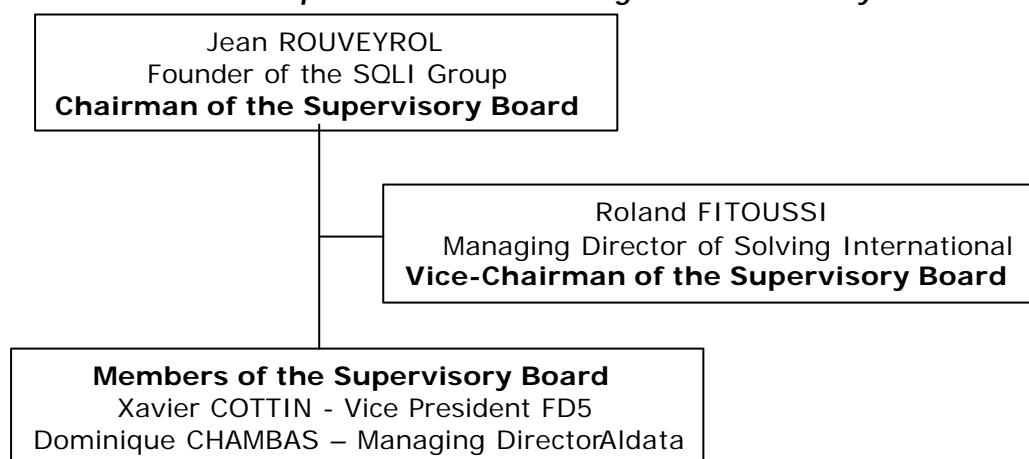 Jean ROUVEYROL
Founder of the SQLI Group
Chairman of the Supervisory Board
Roland FITOUSSI
Managing Director of Solving International
Vice-Chairman of the Supervisory Board
Members of the Supervisory Board
Xavier COTTIN - Vice President FD5
Dominique CHAMBAS – Managing DirectorAldata